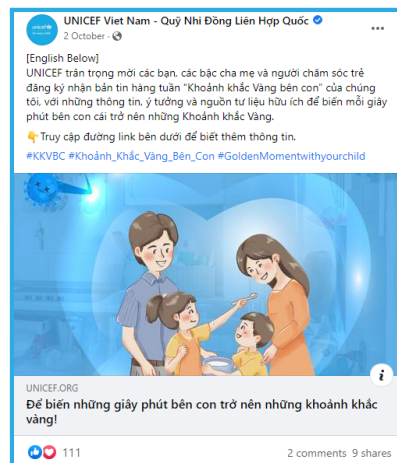 UNICEF Viet Nam - Quỹ Nhi Đồng Liên Hợp Quốc
2 October ·
[English Below]
UNICEF trân trọng mời các bạn, các bậc cha mẹ và người chăm sóc trẻ
đăng ký nhận bản tin hàng tuần “Khoảnh khắc Vàng bên con” của chúng
tôi, với những thông tin, ý tưởng và nguồn tư liệu hữu ích để biến mỗi giây
phút bên con cái trở nên những Khoảnh khắc Vàng.
👇Truy cập đường link bên dưới để biết thêm thông tin.
#KKVBC #Khoảnh_Khắc_Vàng_Bên_Con #GoldenMomentwithyourchild
UNICEF.ORG
Để biến những giây phút bên con trở nên những khoảnh khắc
vàng!
111
2 comments 9 shares